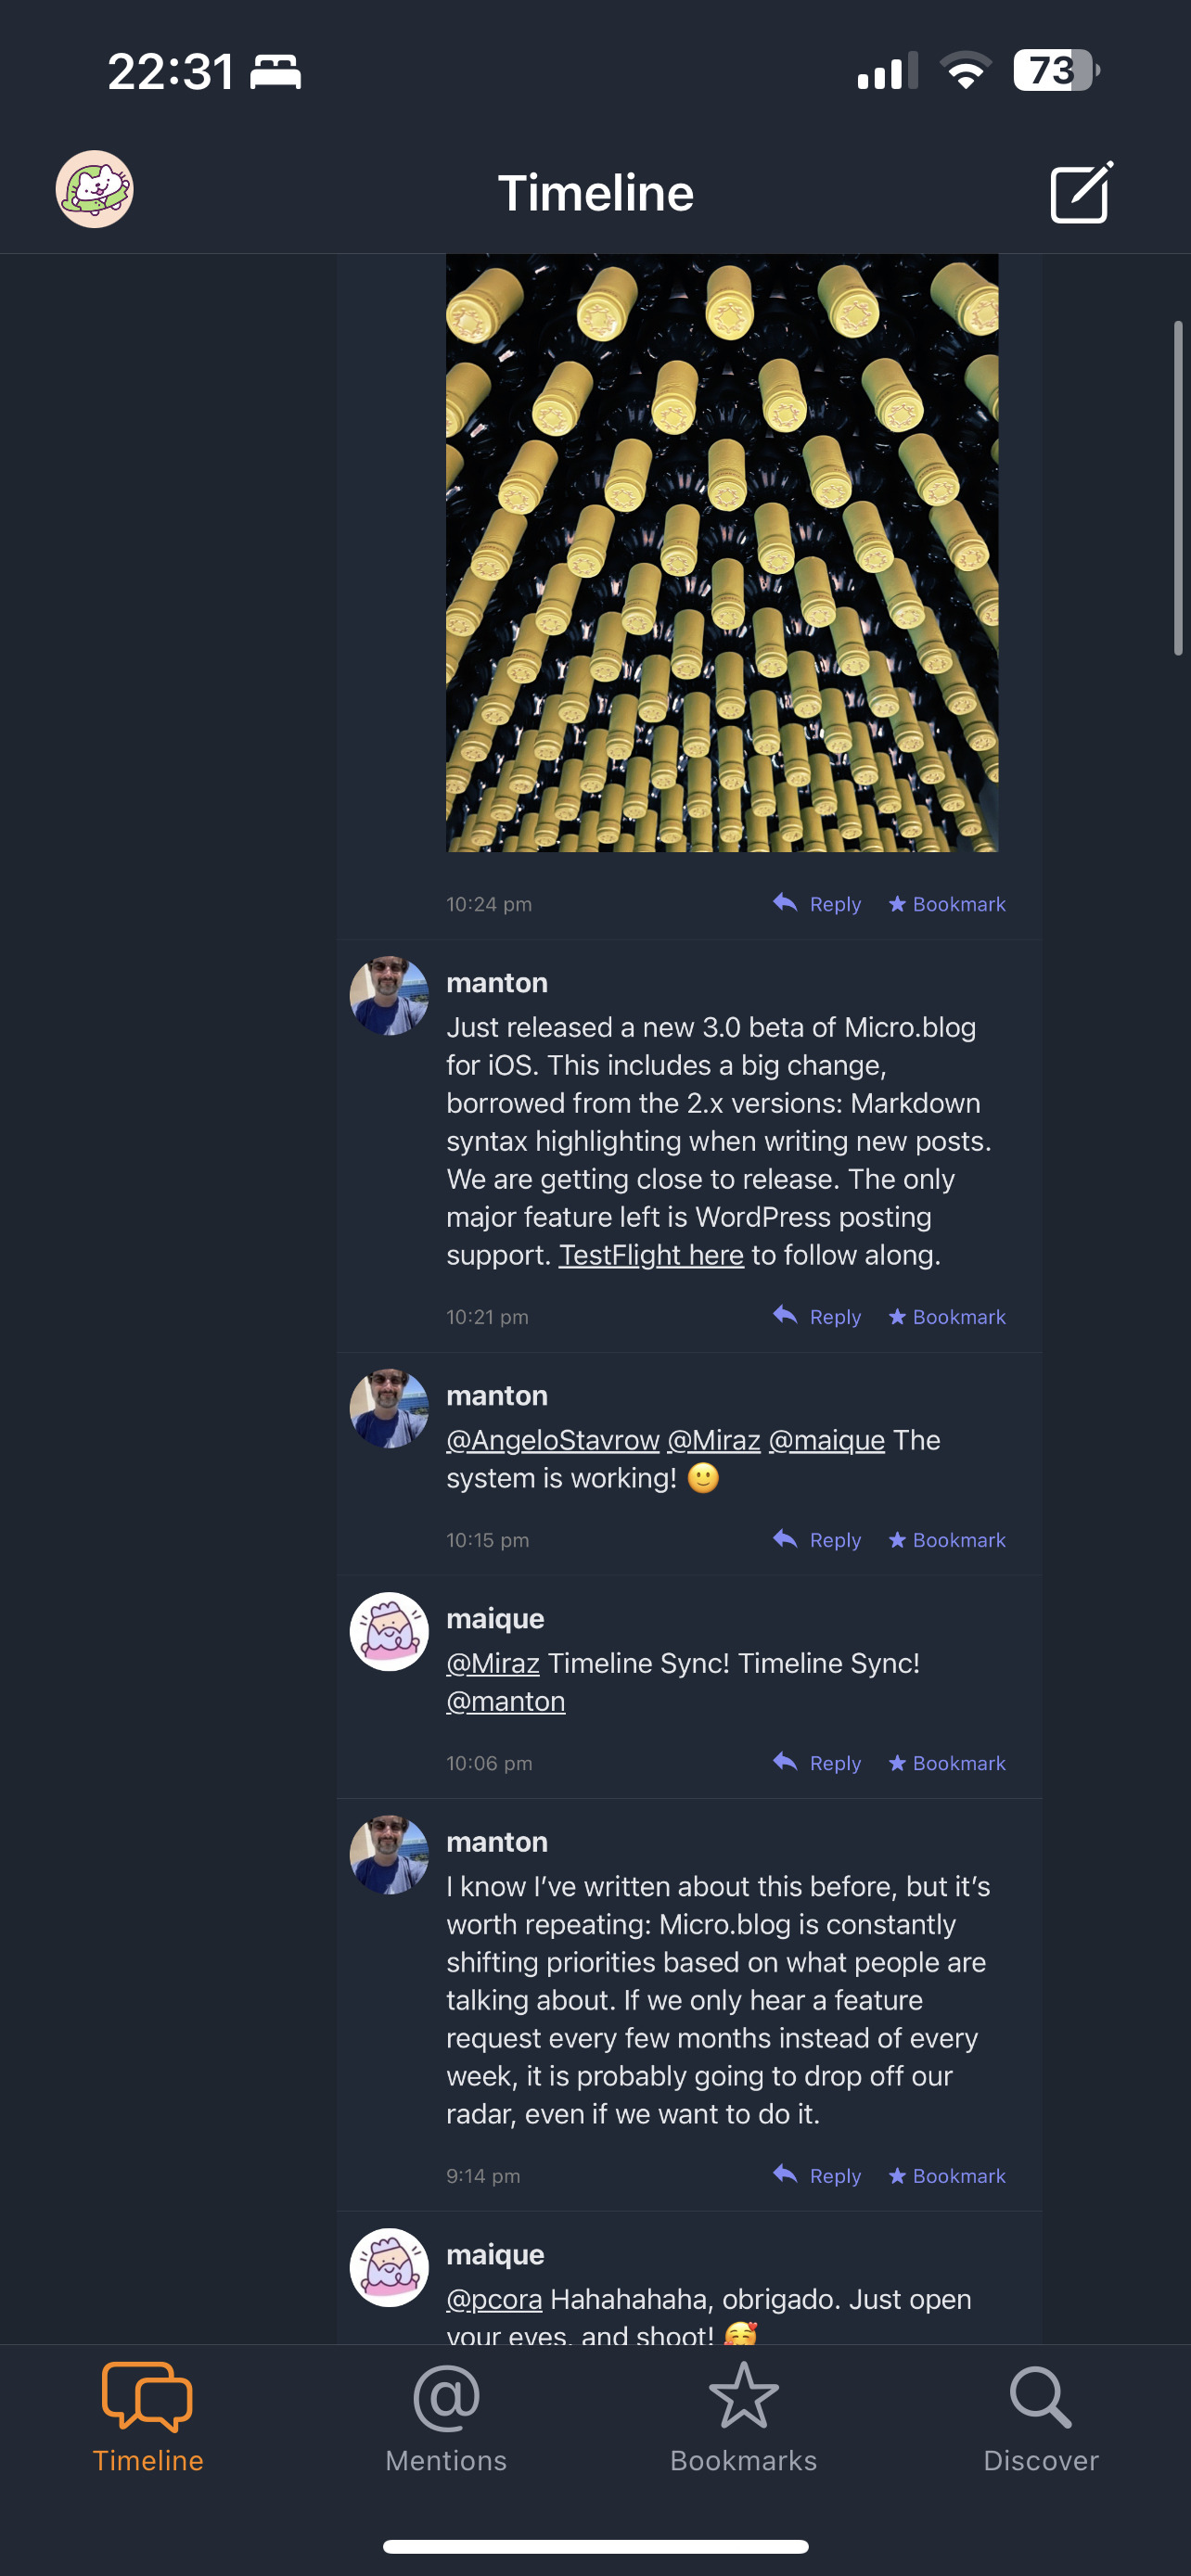 22:31
73
Timeline
10:24 pm Reply Bookmark
manton
Just released a new 3.0 beta of Micro.blog
for iOS. This includes a big change,
borrowed from the 2.x versions: Markdown
syntax highlighting when writing new posts.
We are getting close to release. The only
major feature left is WordPress posting
support. TestFlight here to follow along.
10:21 pm Reply Bookmark
manton
@AngeloStavrow @Miraz @maique The
system is working! 🙂
10:15 pm Reply Bookmark
maique
@Miraz Timeline Sync! Timeline Sync!
@manton
10:06 pm Reply Bookmark
manton
I know I’ve written about this before, but it’s
worth repeating: Micro.blog is constantly
shifting priorities based on what people are
talking about. If we only hear a feature
request every few months instead of every
week, it is probably going to drop off our
radar, even if we want to do it.
9:14 pm Reply Bookmark
maique
@pcora Hahahahaha, obrigado. Just open
your eyes, and shoot! 🥰
Timeline Mentions Bookmarks Discover